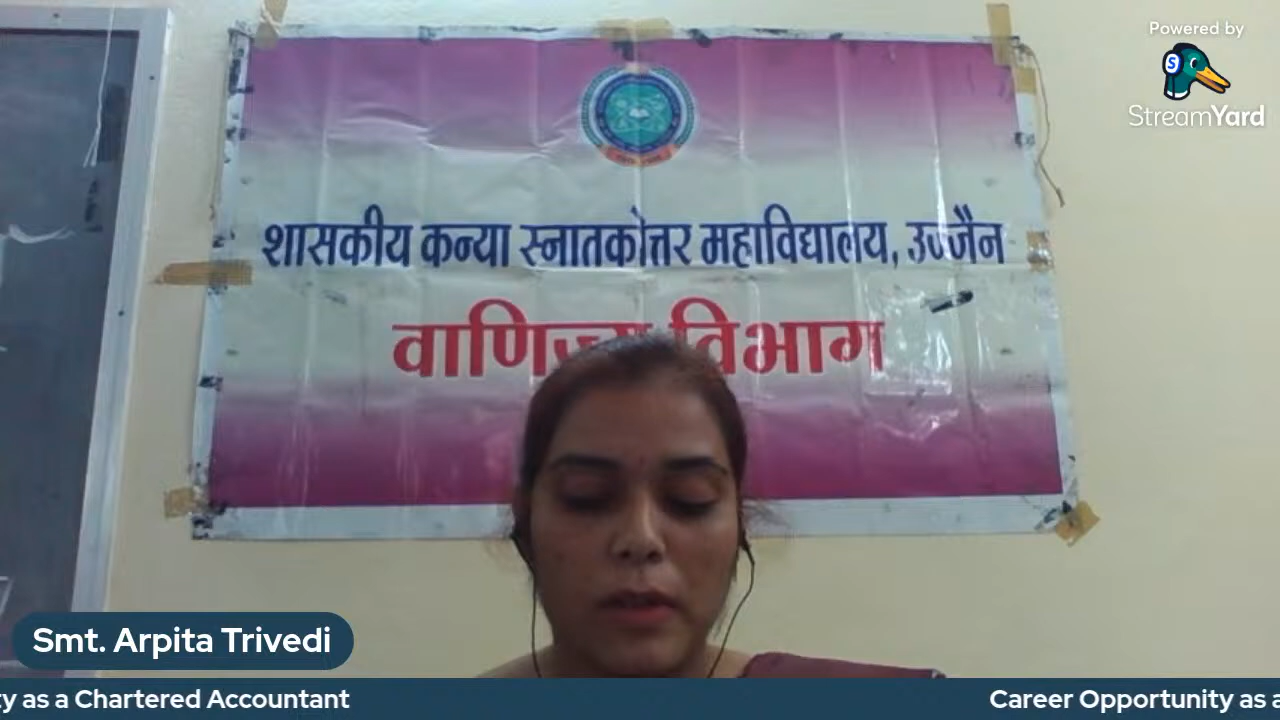 Powered by
StreamYard
शासकीय कन्या स्नातकोत्तर महाविद्यालय, उज्जैन
वाणिज्य विभाग
Smt. Arpita Trivedi
ty as a Chartered Accountant
Career Opportunity as a